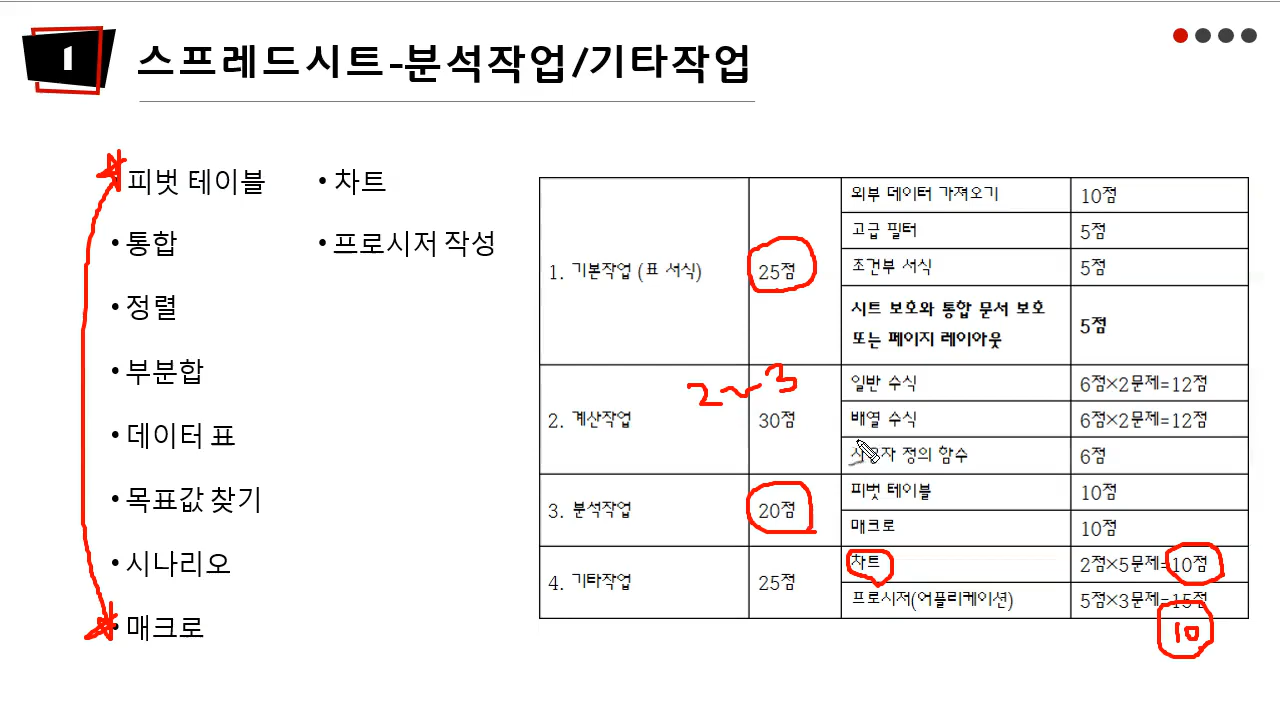 1
스프레드시트-분석작업/기타작업
• 피벗 테이블
• 통합
• 정렬
• 부분합
• 데이터 표
• 목표값 찾기
• 시나리오
• 매크로
• 차트
• 프로시저 작성
1. 기본작업 (표 서식)
25점
외부 데이터 가져오기
10점
고급 필터
5점
조건부 서식
5점
시트 보호와 통합 문서 보호
또는 페이지 레이아웃
5점
2~3
2. 계산작업
30점
일반 수식
6점×2문제=12점
배열 수식
6점×2문제=12점
사용자 정의 함수
6점
3. 분석작업
20점
피벗 테이블
10점
매크로
10점
4. 기타작업
25점
차트
2점×5문제=10점
프로시저(어플리케이션)
5점×3문제=15점
10